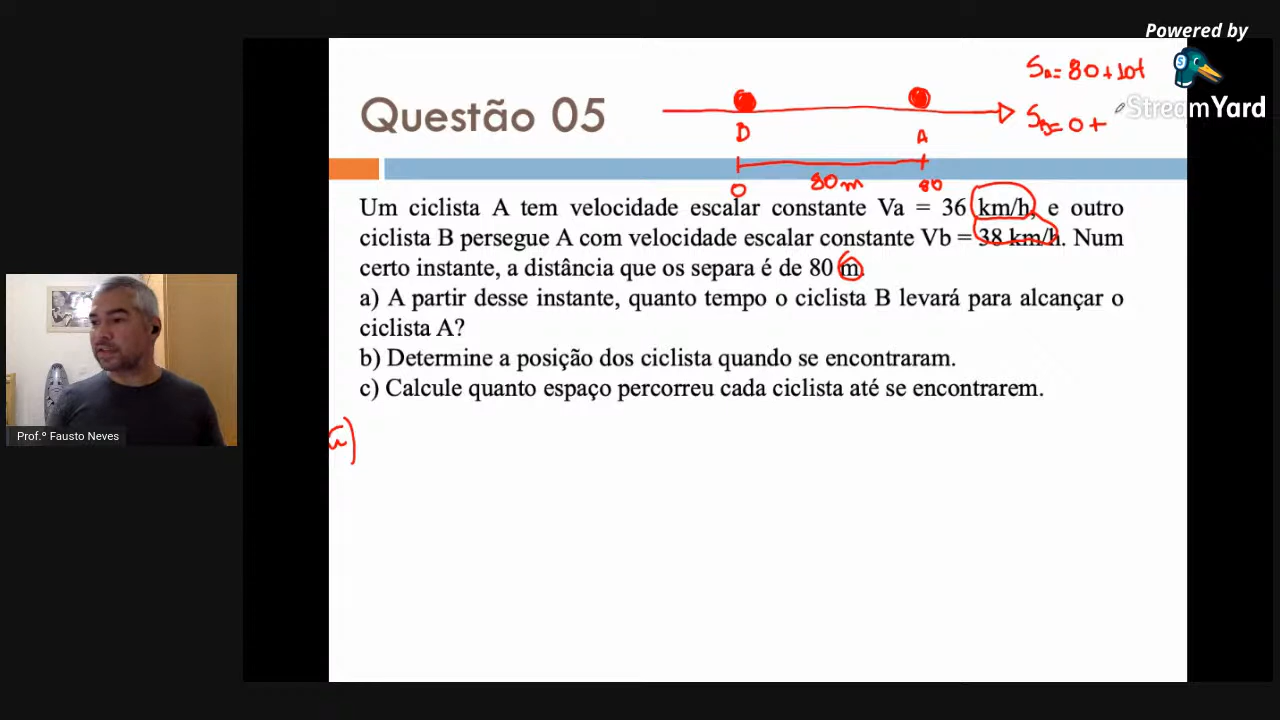 Powered by
StreamYard
S
Questão 05
B
A
0
80 m
80
SA = 80 + 10t
SB = 0 +
Um ciclista A tem velocidade escalar constante Va = 36 km/h, e outro
ciclista B persegue A com velocidade escalar constante Vb = 38 km/h. Num
certo instante, a distância que os separa é de 80 m.
a) A partir desse instante, quanto tempo o ciclista B levará para alcançar o
ciclista A?
b) Determine a posição dos ciclista quando se encontraram.
c) Calcule quanto espaço percorreu cada ciclista até se encontrarem.
a)
Prof.º Fausto Neves